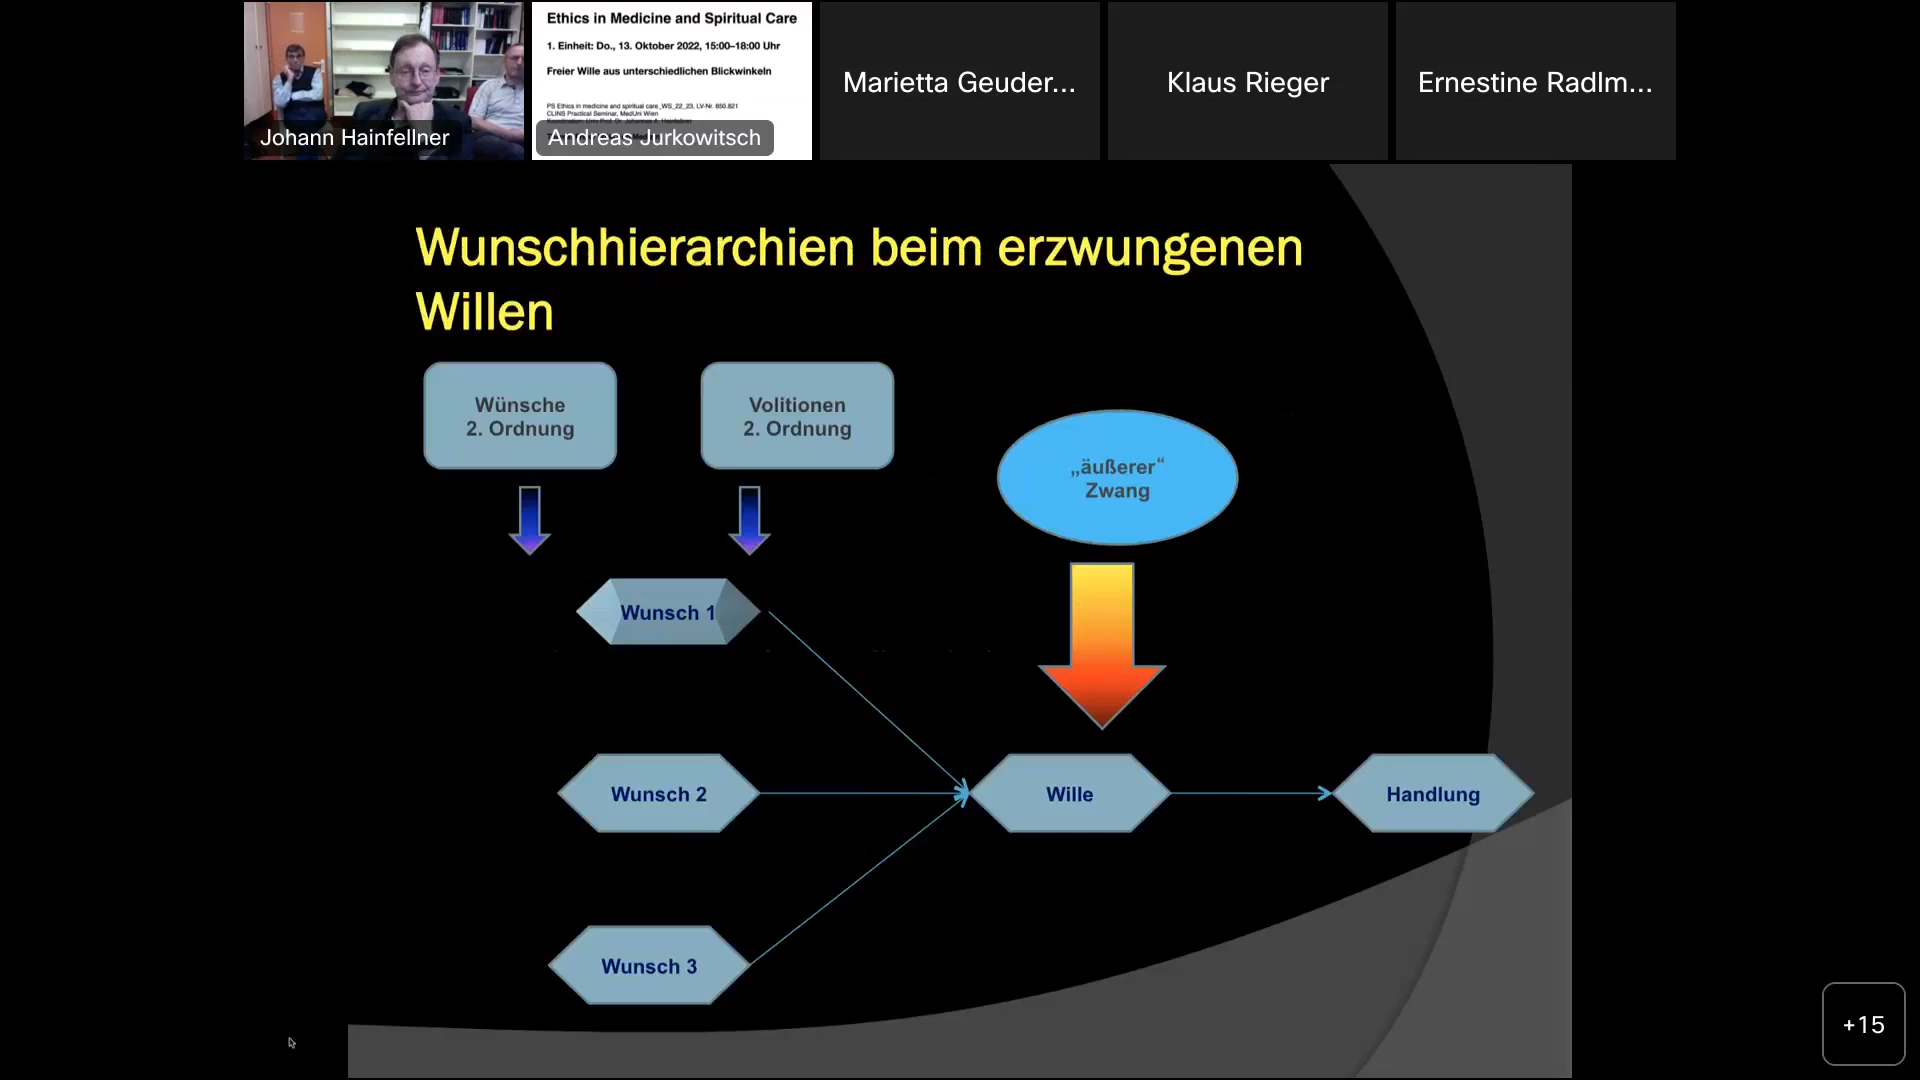 Ethics in Medicine and Spiritual Care
1. Einheit: Do., 13. Oktober 2022, 15:00–18:00 Uhr
Freier Wille aus unterschiedlichen Blickwinkeln
PS Ethics in medicine and spiritual care_WS_22_23, LV-Nr. 850.821
CLINS Practical Seminar, MedUni Wien
Johann Hainfellner
Andreas Jurkowitsch
Marietta Geuder...
Klaus Rieger
Ernestine Radlm...
Wunschhierarchien beim erzwungenen
Willen
Wünsche
2. Ordnung
Volitionen
2. Ordnung
„äußerer“
Zwang
Wunsch 1
Wunsch 2
Wille
Handlung
Wunsch 3
+15